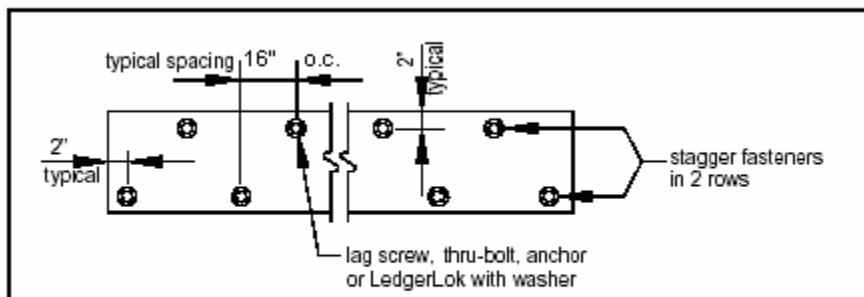 typical spacing 16" o.c.
2"
typical
2"
typical
stagger fasteners
in 2 rows
lag screw, thru-bolt, anchor
or LedgerLok with washer